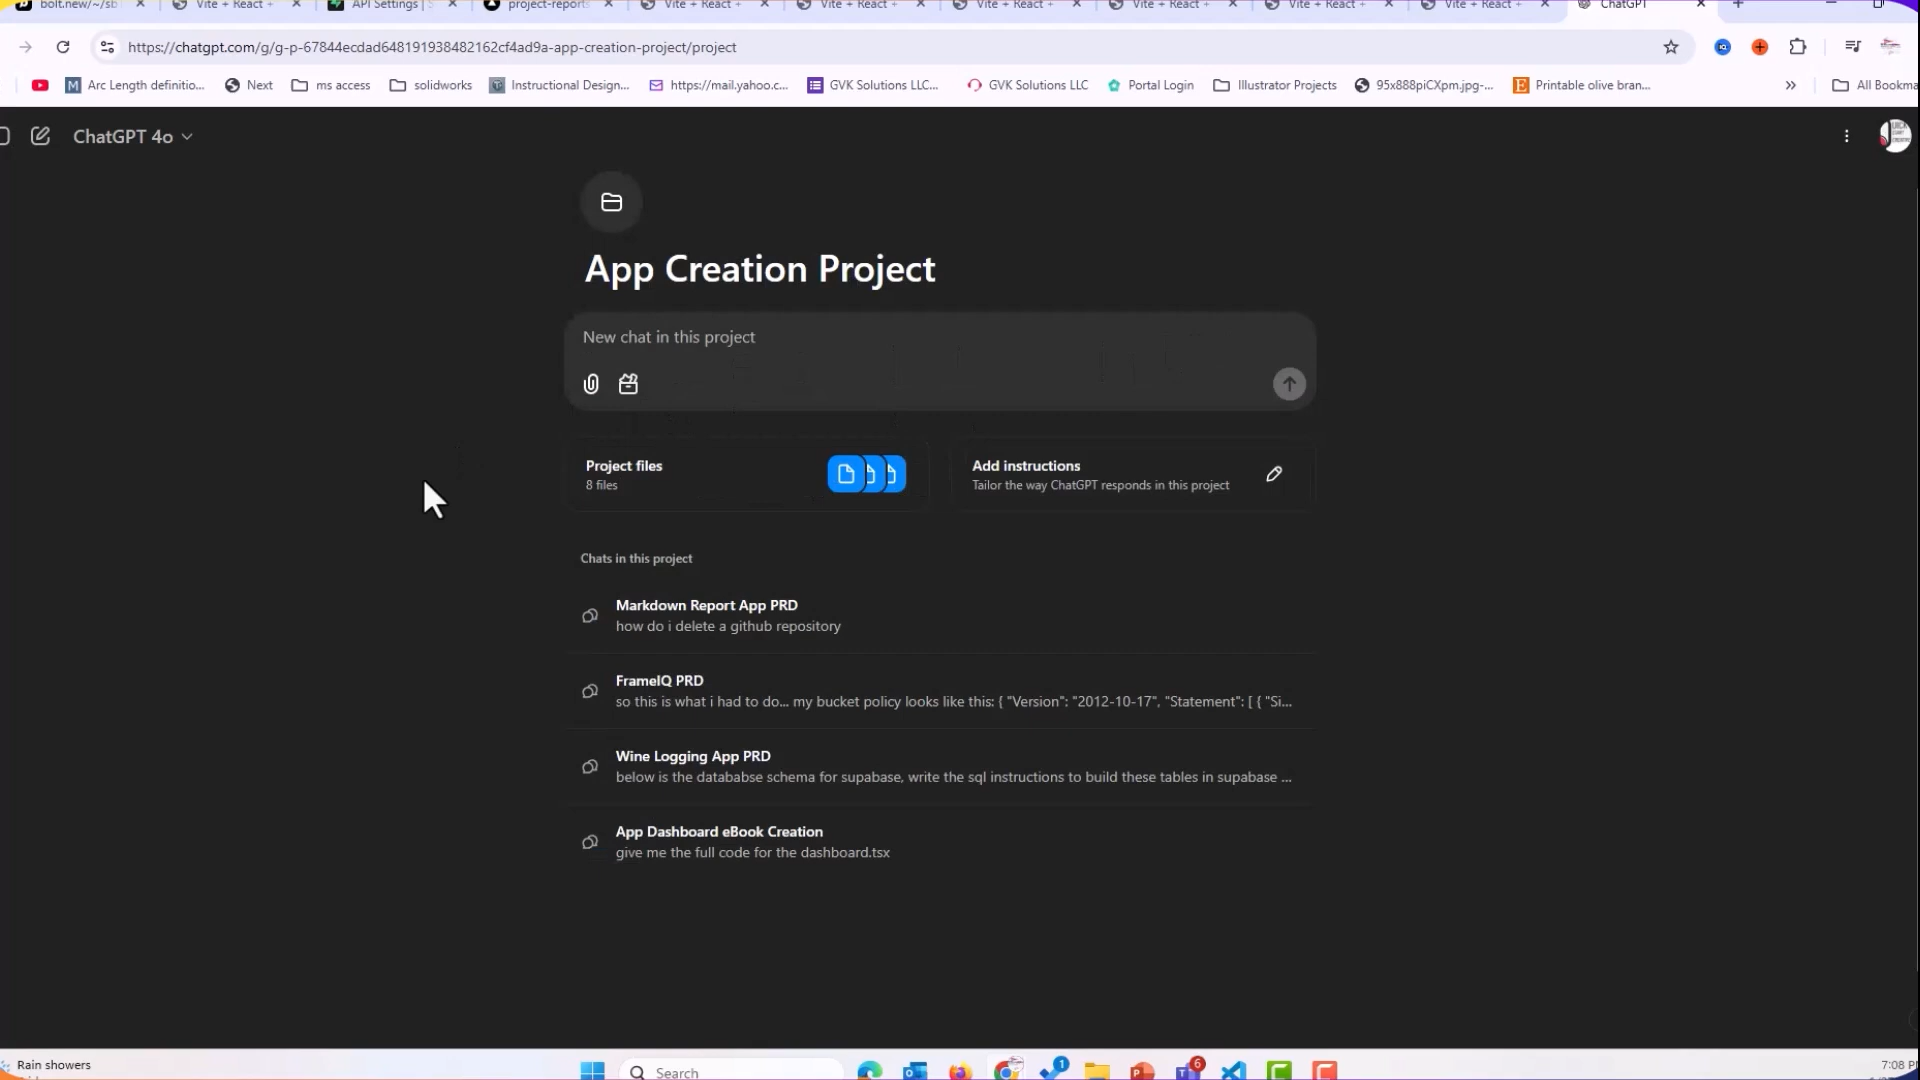 bolt.new/~/sb
Vite + React +
API Settings | S
project-reports
Vite + React +
Vite + React +
Vite + React +
Vite + React +
Vite + React +
Vite + React +
ChatGPT
https://chatgpt.com/g/g-p-67844ecdad648191938482162cf4ad9a-app-creation-project/project
Arc Length definitio...
Next
ms access
solidworks
Instructional Design...
https://mail.yahoo.c...
GVK Solutions LLC...
GVK Solutions LLC
Portal Login
Illustrator Projects
95x888piCXpm.jpg-...
Printable olive bran...
All Bookma
ChatGPT 4o
App Creation Project
New chat in this project
Project files
8 files
Add instructions
Tailor the way ChatGPT responds in this project
Chats in this project
Markdown Report App PRD
how do i delete a github repository
FrameIQ PRD
so this is what i had to do... my bucket policy looks like this: { "Version": "2012-10-17", "Statement": [ { "Si...
Wine Logging App PRD
below is the datababse schema for supabase, write the sql instructions to build these tables in supabase ...
App Dashboard eBook Creation
give me the full code for the dashboard.tsx
Rain showers
Search
1
6
7:08 P